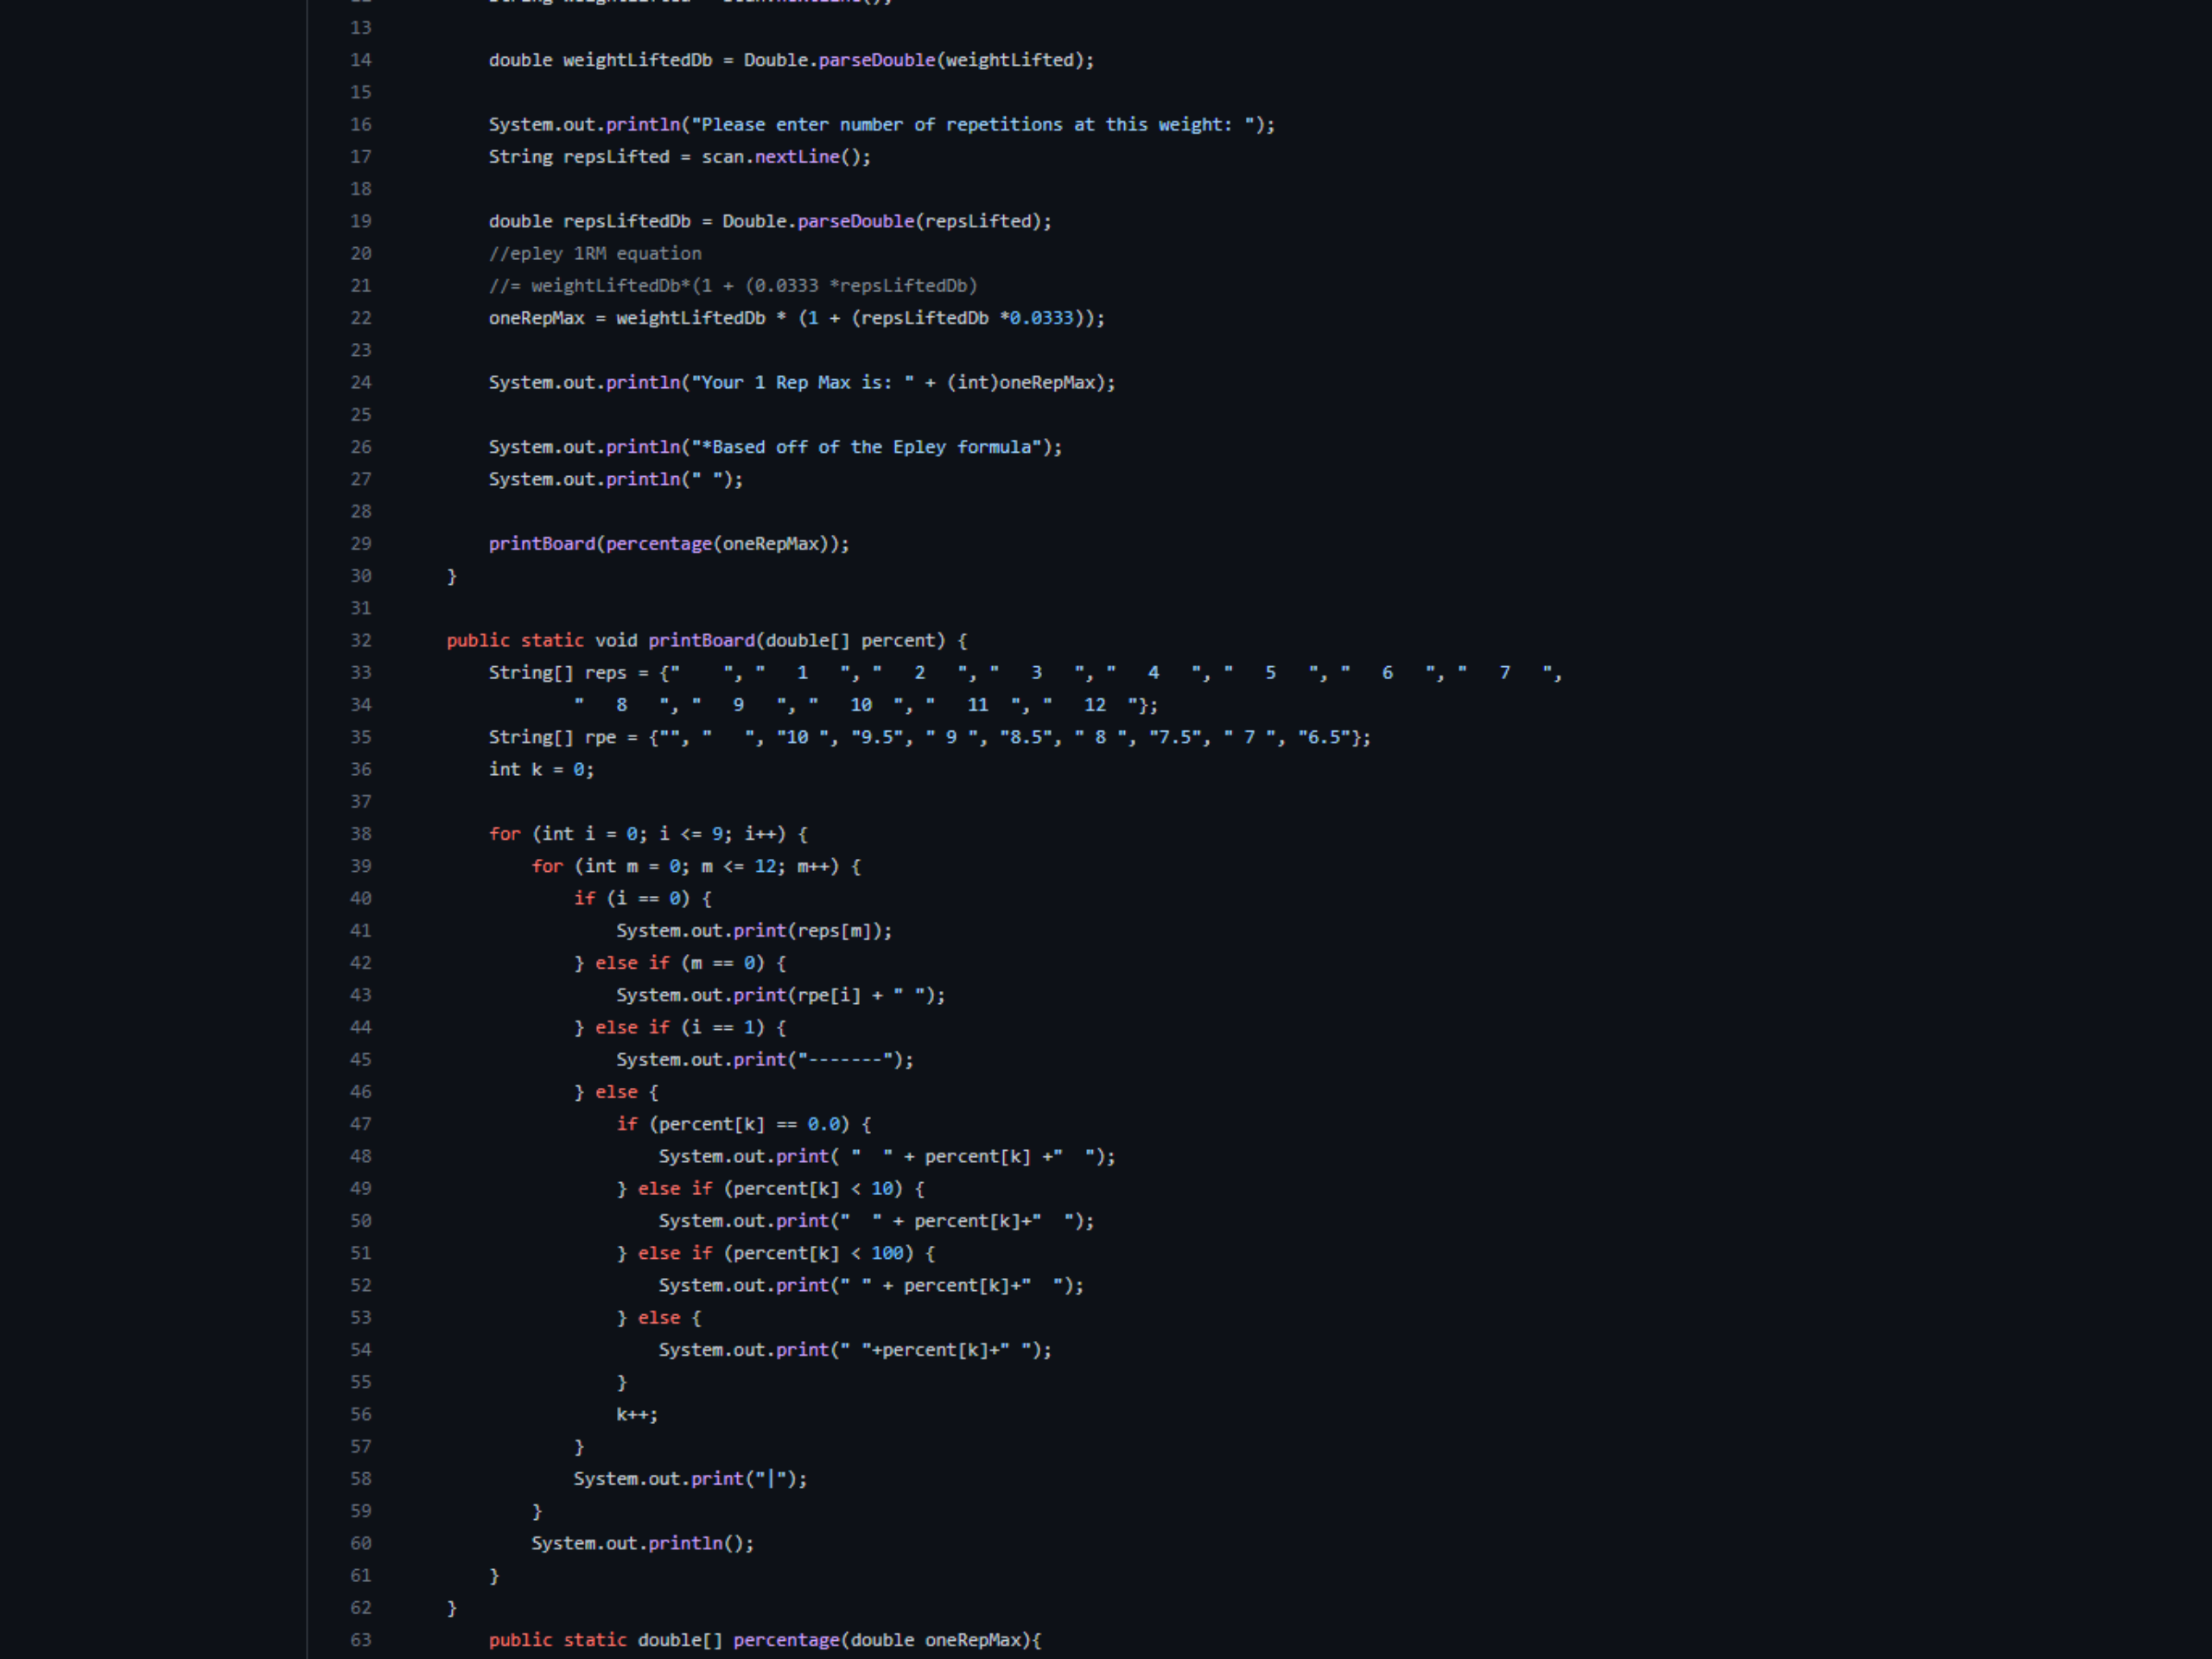 13
14 double weightLiftedDb = Double.parseDouble(weightLifted);
15
16 System.out.println("Please enter number of repetitions at this weight: ");
17 String repsLifted = scan.nextLine();
18
19 double repsLiftedDb = Double.parseDouble(repsLifted);
20 //epley 1RM equation
21 //= weightLiftedDb*(1 + (0.0333 *repsLiftedDb)
22 oneRepMax = weightLiftedDb * (1 + (repsLiftedDb *0.0333));
23
24 System.out.println("Your 1 Rep Max is: " + (int)oneRepMax);
25
26 System.out.println("*Based off of the Epley formula");
27 System.out.println(" ");
28
29 printBoard(percentage(oneRepMax));
30 }
31
32 public static void printBoard(double[] percent) {
33 String[] reps = {"    ", "   1   ", "   2   ", "   3   ", "   4   ", "   5   ", "   6   ", "   7   ",
34 "   8   ", "   9   ", "   10  ", "   11  ", "   12  "};
35 String[] rpe = {"", "   ", "10 ", "9.5", " 9 ", "8.5", " 8 ", "7.5", " 7 ", "6.5"};
36 int k = 0;
37
38 for (int i = 0; i <= 9; i++) {
39 for (int m = 0; m <= 12; m++) {
40 if (i == 0) {
41 System.out.print(reps[m]);
42 } else if (m == 0) {
43 System.out.print(rpe[i] + " ");
44 } else if (i == 1) {
45 System.out.print("-------");
46 } else {
47 if (percent[k] == 0.0) {
48 System.out.print( "  " + percent[k] +"  ");
49 } else if (percent[k] < 10) {
50 System.out.print("  " + percent[k]+"  ");
51 } else if (percent[k] < 100) {
52 System.out.print(" " + percent[k]+"  ");
53 } else {
54 System.out.print(" "+percent[k]+" ");
55 }
56 k++;
57 }
58 System.out.print("|");
59 }
60 System.out.println();
61 }
62 }
63 public static double[] percentage(double oneRepMax){